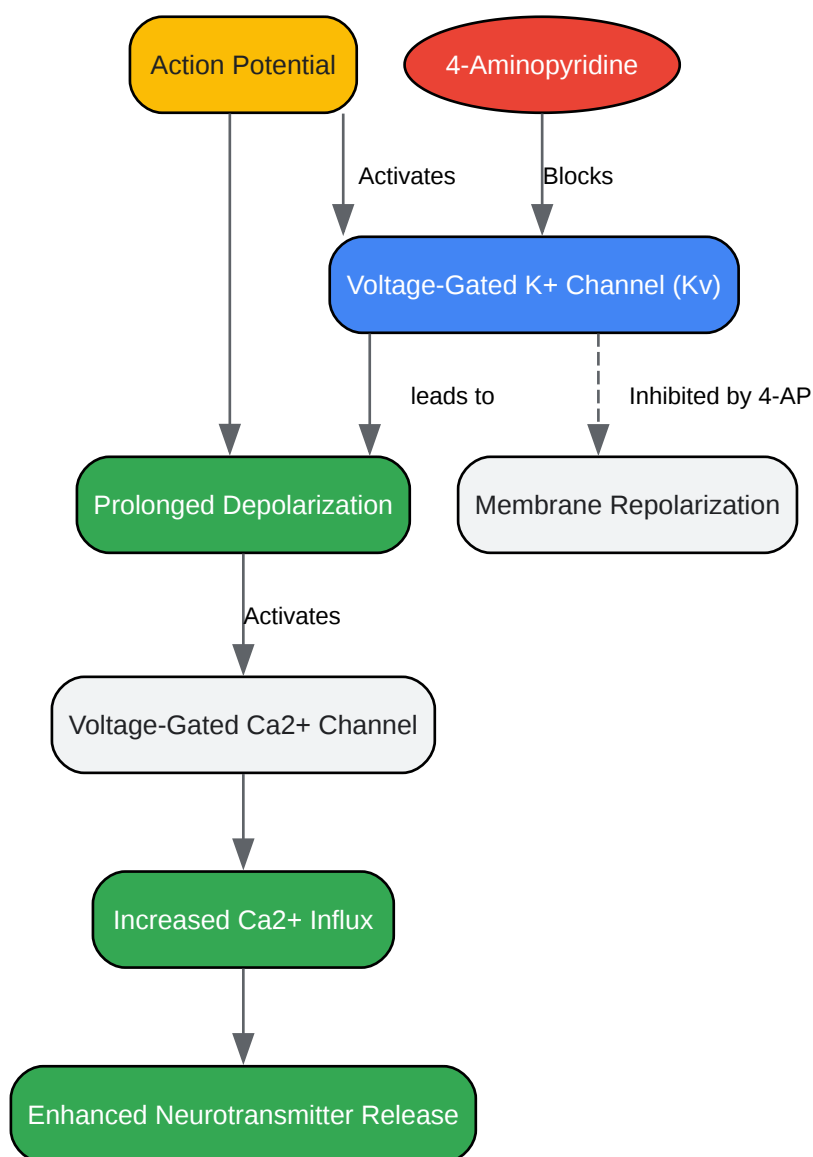 Action Potential
4-Aminopyridine
Activates
Blocks
Voltage-Gated K+ Channel (Kv)
leads to
Inhibited by 4-AP
Prolonged Depolarization
Membrane Repolarization
Activates
Voltage-Gated Ca2+ Channel
Increased Ca2+ Influx
Enhanced Neurotransmitter Release